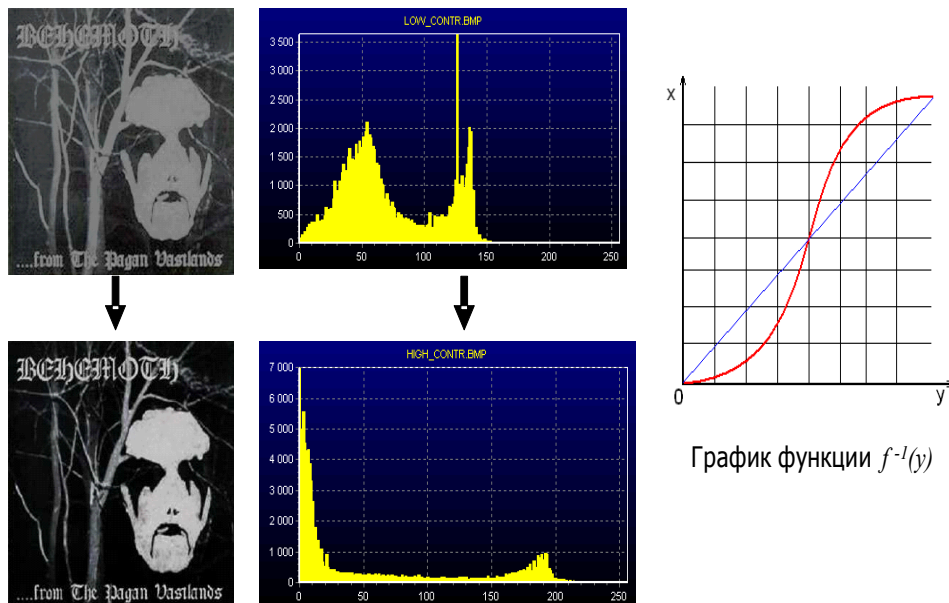 BEHEMOTH
....from The Pagan Vastlands
LOW_CONTR.BMP
3 500
3 000
2 500
2 000
1 500
1 000
500
0
0 50 100 150 200 250
x
0
y
График функции f⁻¹(y)
BEHEMOTH
....from The Pagan Vastlands
HIGH_CONTR.BMP
7 000
6 000
5 000
4 000
3 000
2 000
1 000
0
0 50 100 150 200 250